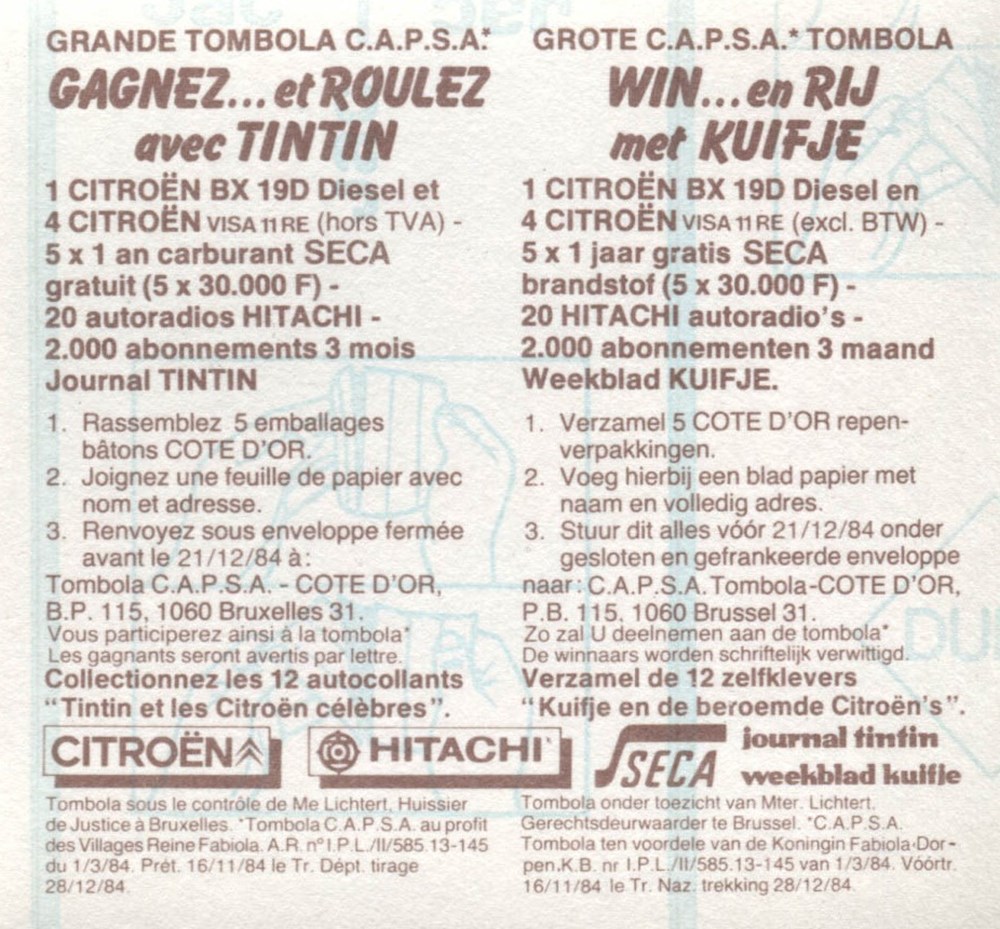 GRANDE TOMBOLA C.A.P.S.A.*
GAGNEZ...et ROULEZ
avec TINTIN
1 CITROËN BX 19D Diesel et
4 CITROËN VISA 11 RE (hors TVA) -
5 x 1 an carburant SECA
gratuit (5 x 30.000 F) -
20 autoradios HITACHI -
2.000 abonnements 3 mois
Journal TINTIN
1. Rassemblez 5 emballages
bâtons COTE D'OR.
2. Joignez une feuille de papier avec
nom et adresse.
3. Renvoyez sous enveloppe fermée
avant le 21/12/84 à:
Tombola C.A.P.S.A. - COTE D'OR,
B.P. 115, 1060 Bruxelles 31.
Vous participerez ainsi à la tombola*
Les gagnants seront avertis par lettre.
Collectionnez les 12 autocollants
"Tintin et les Citroën célèbres".
GROTE C.A.P.S.A.* TOMBOLA
WIN...en RIJ
met KUIFJE
1 CITROËN BX 19D Diesel en
4 CITROËN VISA 11 RE (excl. BTW) -
5 x 1 jaar gratis SECA
brandstof (5 x 30.000 F) -
20 HITACHI autoradio's -
2.000 abonnementen 3 maand
Weekblad KUIFJE.
1. Verzamel 5 COTE D'OR repen-
verpakkingen.
2. Voeg hierbij een blad papier met
naam en volledig adres.
3. Stuur dit alles vóór 21/12/84 onder
gesloten en gefrankeerde enveloppe
naar: C.A.P.S.A. Tombola-COTE D'OR,
P.B. 115. 1060 Brussel 31.
Zo zal U deelnemen aan de tombola*
De winnaars worden schriftelijk verwittigd.
Verzamel de 12 zelfklevers
"Kuifje en de beroemde Citroën's".
CITROËN
HITACHI
SECA
journal tintin
weekblad kuifje
Tombola sous le contrôle de Me Lichtert, Huissier
de Justice à Bruxelles. *Tombola C.A.P.S.A. au profit
des Villages Reine Fabiola. A.R. nº I.P.L./II/585.13-145
du 1/3/84. Prét. 16/11/84 le Tr. Dépt. tirage
28/12/84.
Tombola onder toezicht van Mter. Lichtert.
Gerechtsdeurwaarder te Brussel. *C.A.P.S.A.
Tombola ten voordele van de Koningin Fabiola-Dor-
pen.K.B. nr I.P.L./II/585.13-145 van 1/3/84. Vóórtr.
16/11/84 le Tr. Naz. trekking 28/12/84.